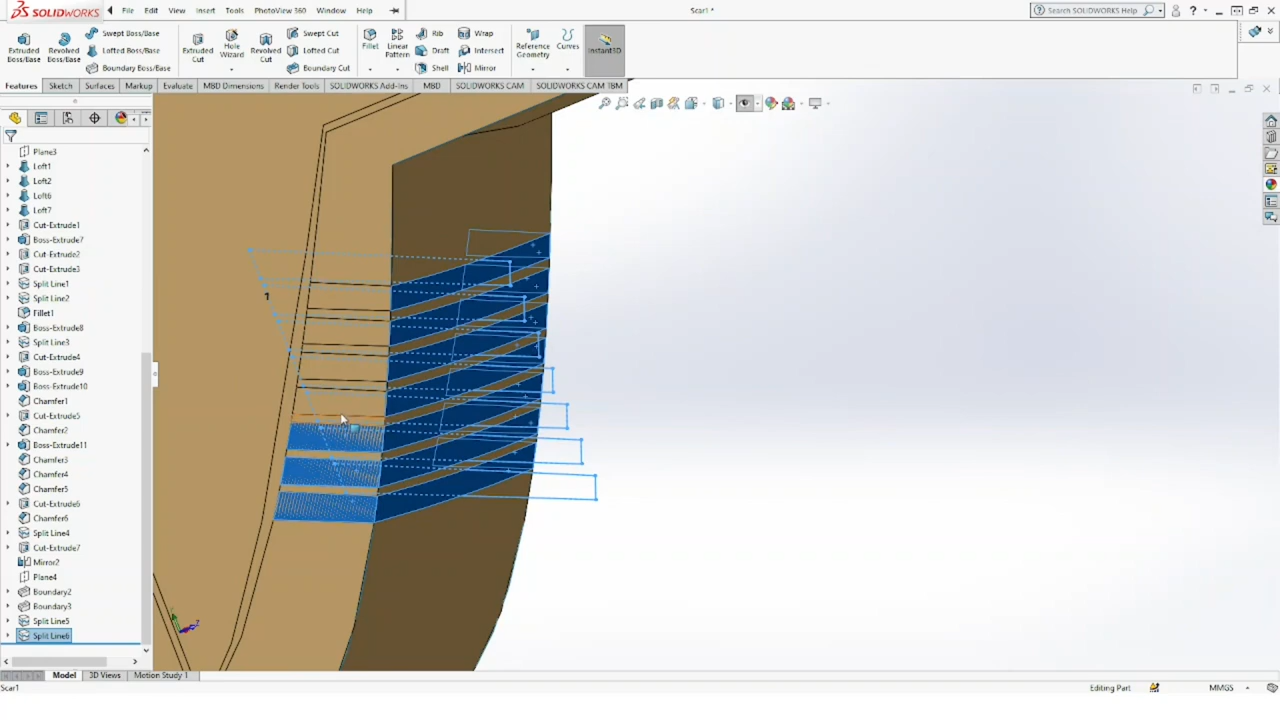 SOLIDWORKS File Edit View Insert Tools PhotoView 360 Window Help Scar1 * Search SOLIDWORKS Help
Extruded Boss/Base Revolved Boss/Base Swept Boss/Base Lofted Boss/Base Boundary Boss/Base Extruded Cut Hole Wizard Revolved Cut Swept Cut Lofted Cut Boundary Cut Fillet Linear Pattern Rib Draft Shell Wrap Intersect Mirror Reference Geometry Curves Instant3D
Features Sketch Surfaces Markup Evaluate MBD Dimensions Render Tools SOLIDWORKS Add-Ins MBD SOLIDWORKS CAM SOLIDWORKS CAM TBM
Plane3
Loft1
Loft2
Loft6
Loft7
Cut-Extrude1
Boss-Extrude7
Cut-Extrude2
Cut-Extrude3
Split Line1
Split Line2
Fillet1
Boss-Extrude8
Split Line3
Cut-Extrude4
Boss-Extrude9
Boss-Extrude10
Chamfer1
Cut-Extrude5
Chamfer2
Boss-Extrude11
Chamfer3
Chamfer4
Chamfer5
Cut-Extrude6
Chamfer6
Split Line4
Cut-Extrude7
Mirror2
Plane4
Boundary2
Boundary3
Split Line5
Split Line6
1
Model 3D Views Motion Study 1
Scar1 Editing Part MMGS